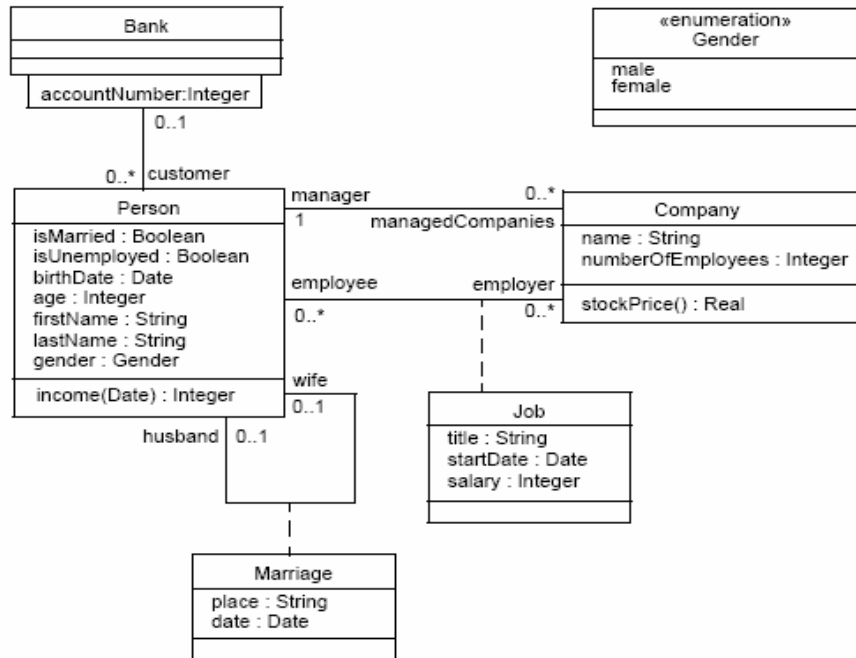 Bank
accountNumber:Integer
0..1
0..* customer
«enumeration»
Gender
male
female
Person
isMarried : Boolean
isUnemployed : Boolean
birthDate : Date
age : Integer
firstName : String
lastName : String
gender : Gender
income(Date) : Integer
manager
0..*
1
managedCompanies
employee
employer
0..*
0..*
Company
name : String
numberOfEmployees : Integer
stockPrice() : Real
wife
0..1
husband
0..1
Job
title : String
startDate : Date
salary : Integer
Marriage
place : String
date : Date